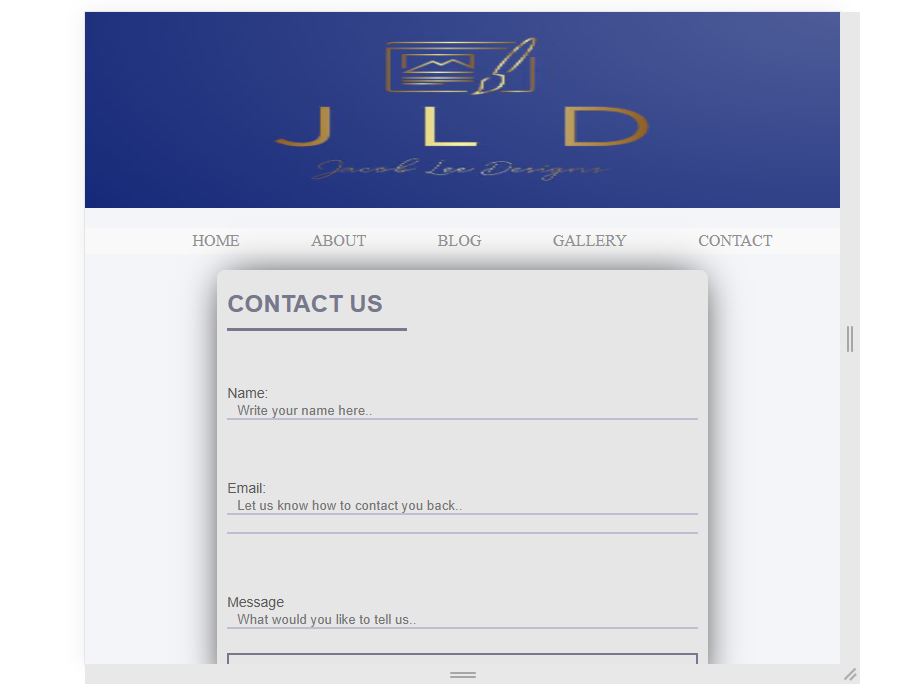 J L D
Jacob Lee Designs
HOME ABOUT BLOG GALLERY CONTACT
CONTACT US
Name:
Write your name here..
Email:
Let us know how to contact you back..
Message
What would you like to tell us..